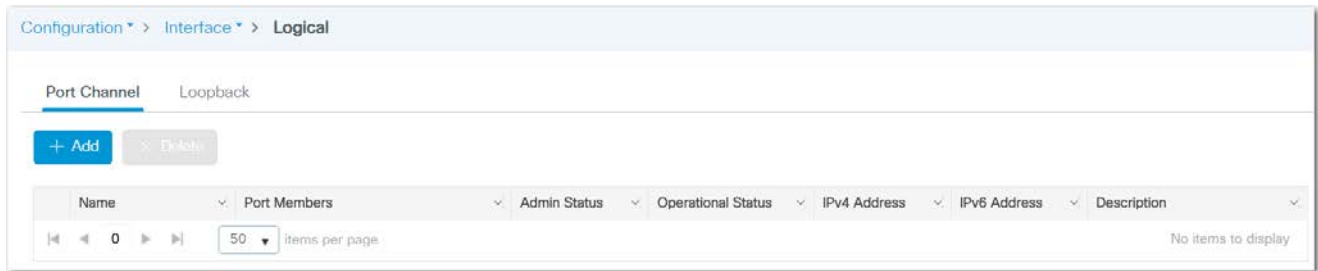 Configuration > Interface > Logical
Port Channel Loopback
+ Add × Delete
Name Port Members Admin Status Operational Status IPv4 Address IPv6 Address Description
0 50 items per page No items to display